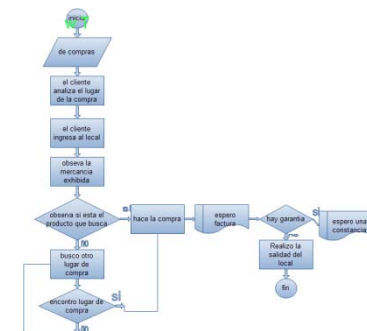 inicio
de compras
el cliente
analiza el lugar
de la compra
el cliente
ingresa al local
obseva la
mercancia
exhibida
observa si esta el
producto que busca
si
hace la compra
espero
factura
hay garantia
Si
espero una
constancia
no
no
Realizo la
salidad del
local
fin
busco otro
lugar de
compra
encontro lugar de
compra
Si
no